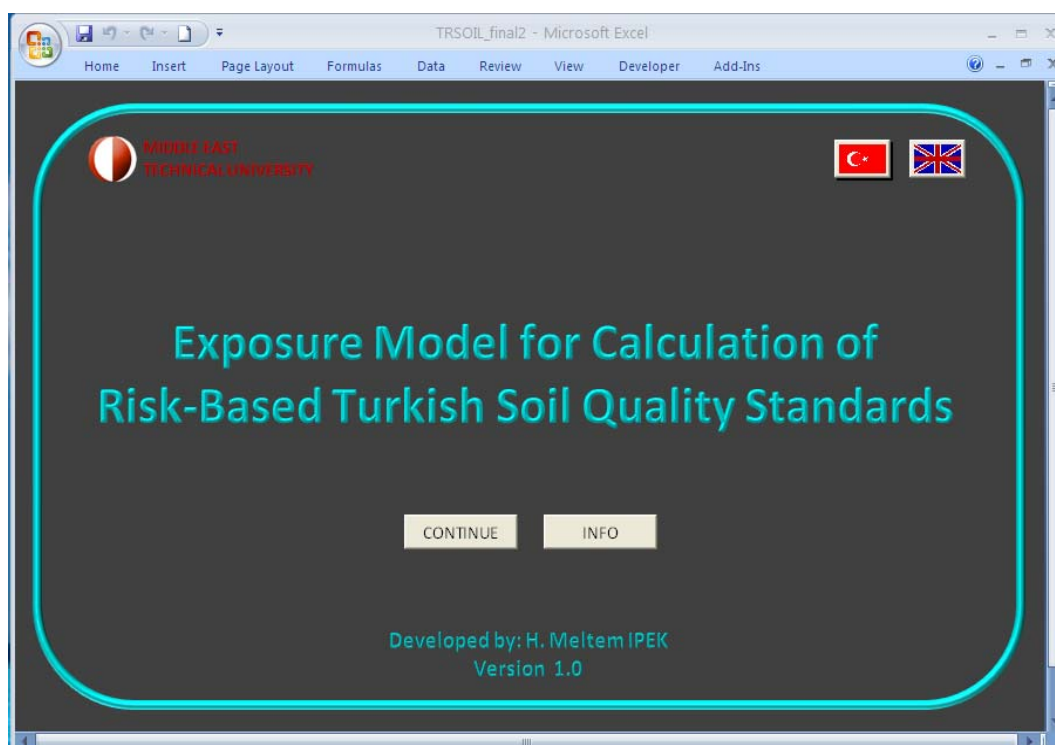 TRSOIL_final2 - Microsoft Excel
Home Insert Page Layout Formulas Data Review View Developer Add-Ins
MIDDLE EAST
TECHNICAL UNIVERSITY
Exposure Model for Calculation of
Risk-Based Turkish Soil Quality Standards
CONTINUE INFO
Developed by: H. Meltem IPEK
Version 1.0